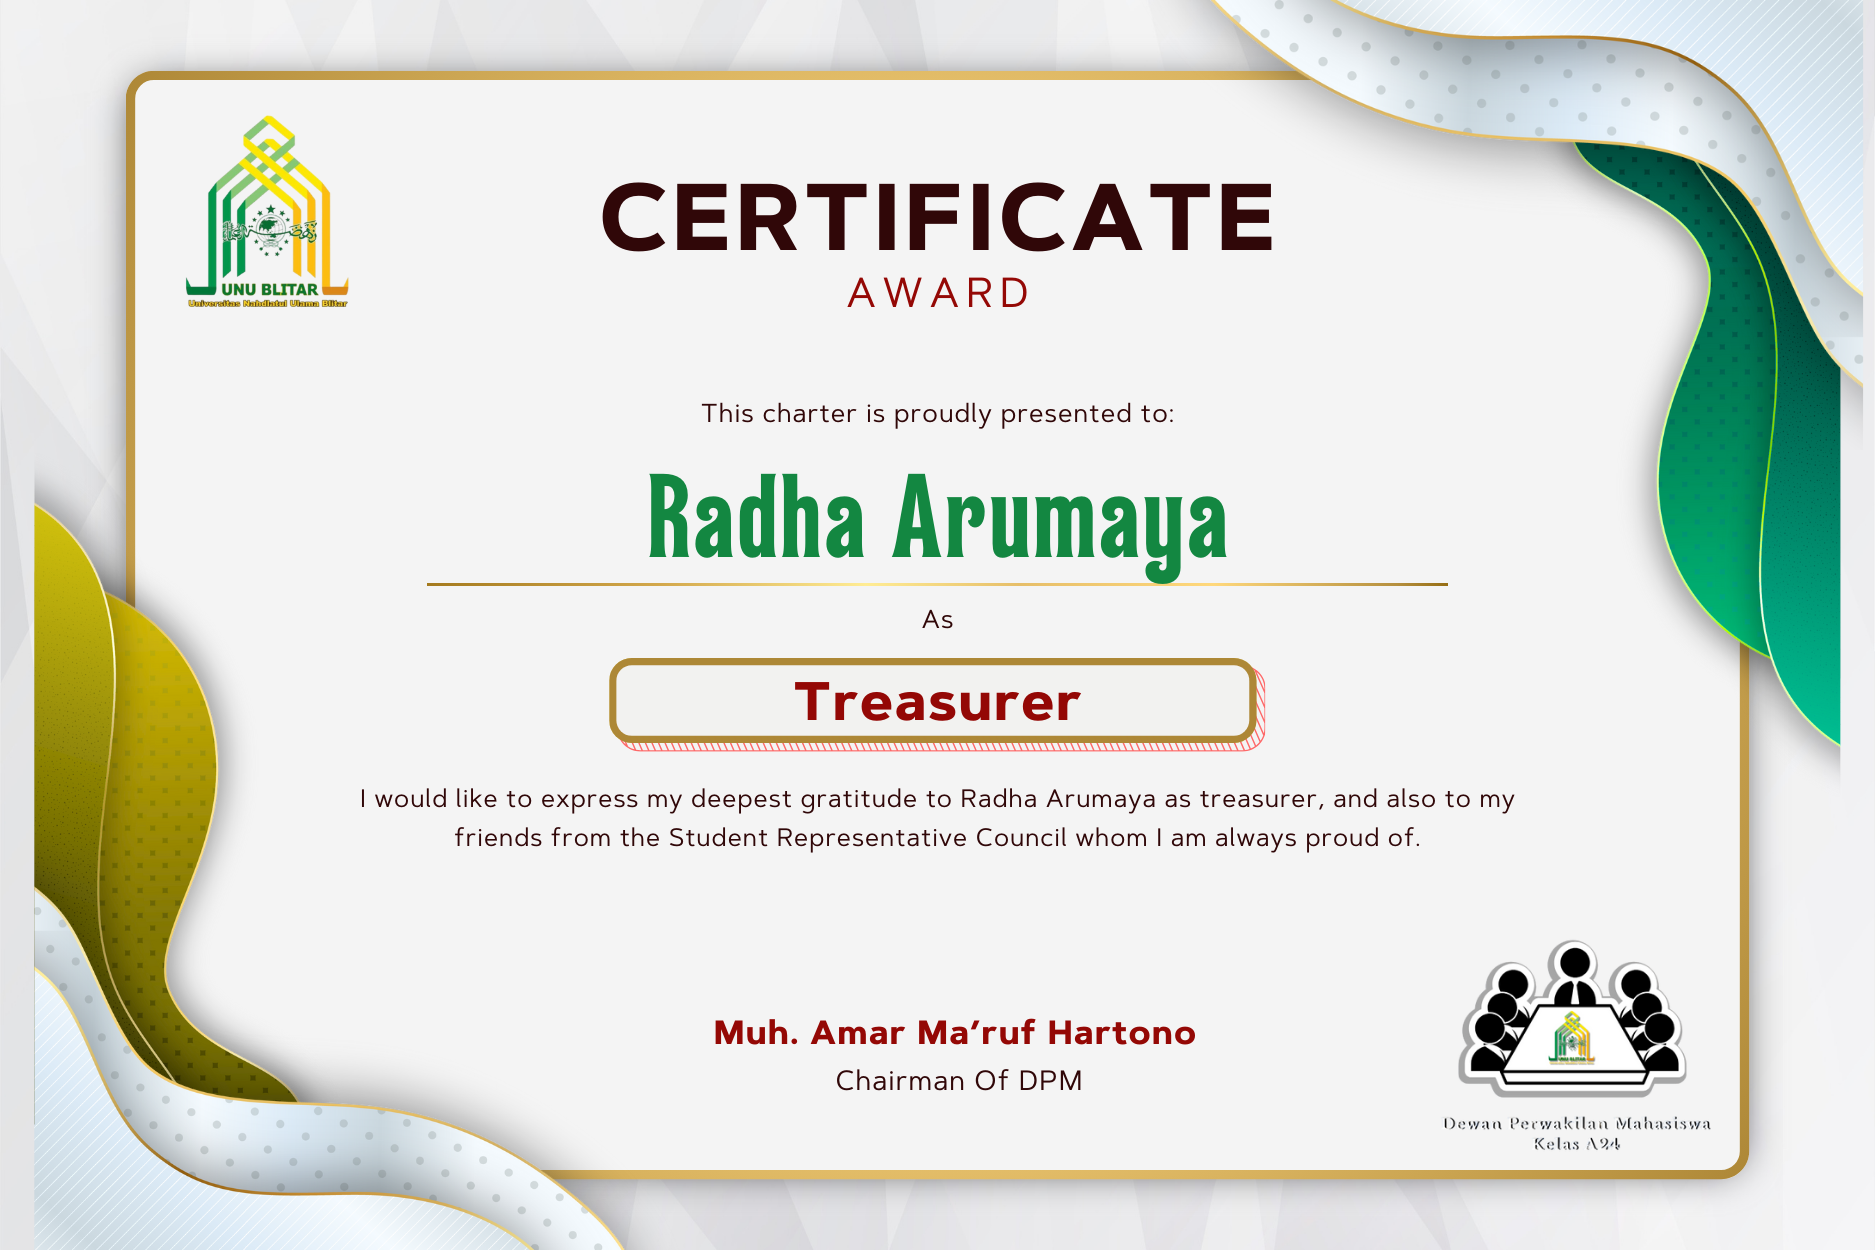 UNU BLITAR
Universitas Nahdlatul Ulama Blitar
CERTIFICATE
AWARD
This charter is proudly presented to:
Radha Arumaya
As
Treasurer
I would like to express my deepest gratitude to Radha Arumaya as treasurer, and also to my
friends from the Student Representative Council whom I am always proud of.
Muh. Amar Ma’ruf Hartono
Chairman Of DPM
UNU BLITAR
Dewan Perwakilan Mahasiswa
Kelas A24